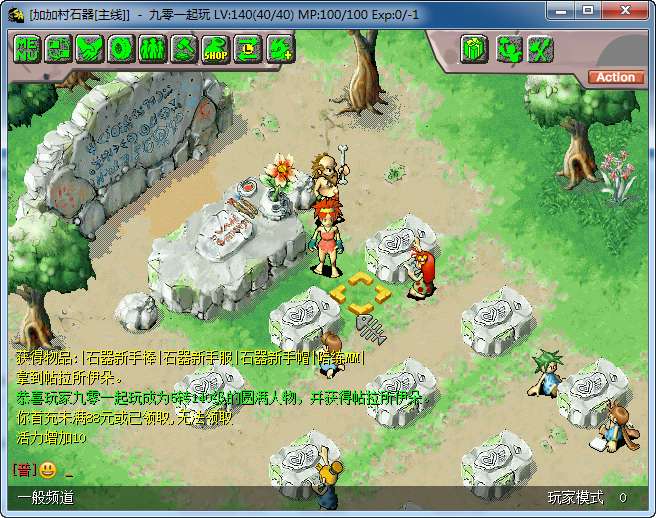 [加加村石器[主线]] - 九零一起玩 LV:140(40/40) MP:100/100 Exp:0/-1
MENU
SHOP
Action
获得物品:|石器新手棒|石器新手服|石器新手帽|陪练MM|
拿到帖拉所伊朵。
恭喜玩家九零一起玩成为5转140级的圆满人物，并获得帖拉所伊朵
你首充未满88元或已领取,无法领取
活力增加10
[普]
_
一般频道
玩家模式 0